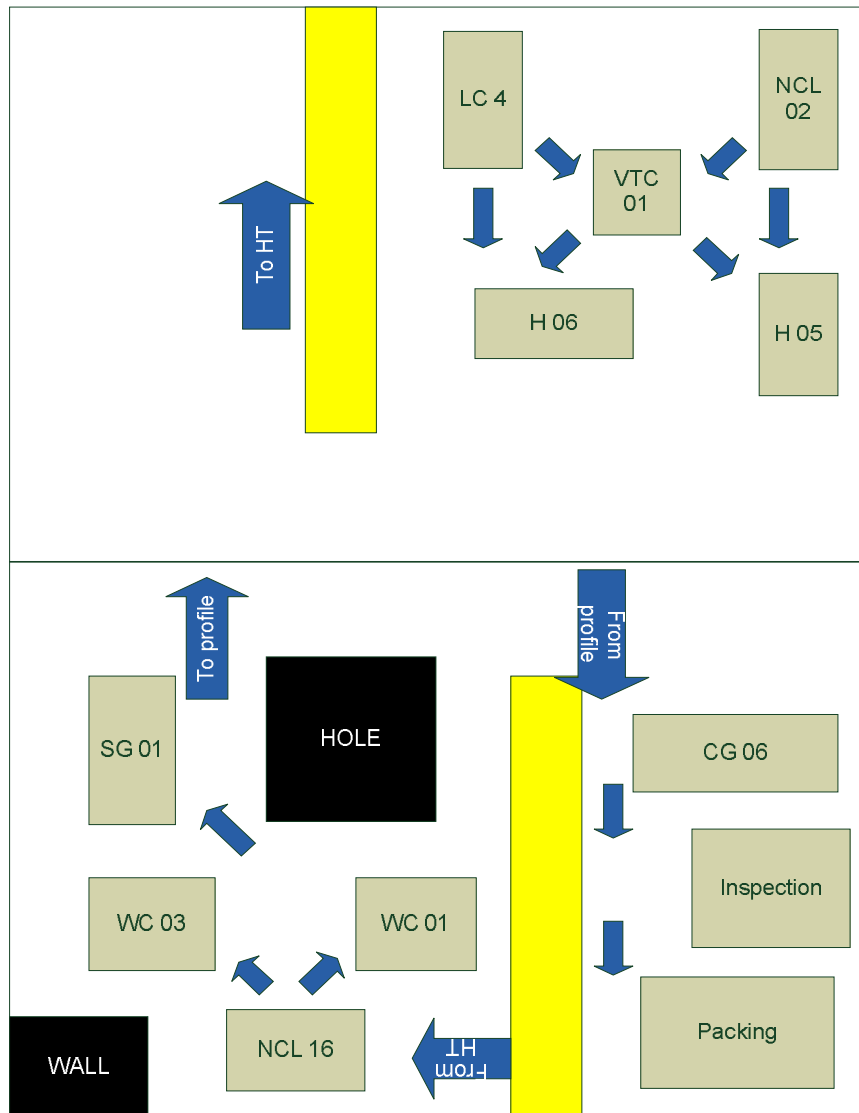 LC 4
NCL
02
VTC
01
To HT
H 06
H 05
To profile
From
profile
SG 01
HOLE
CG 06
Inspection
WC 03
WC 01
Packing
NCL 16
From
HT
WALL